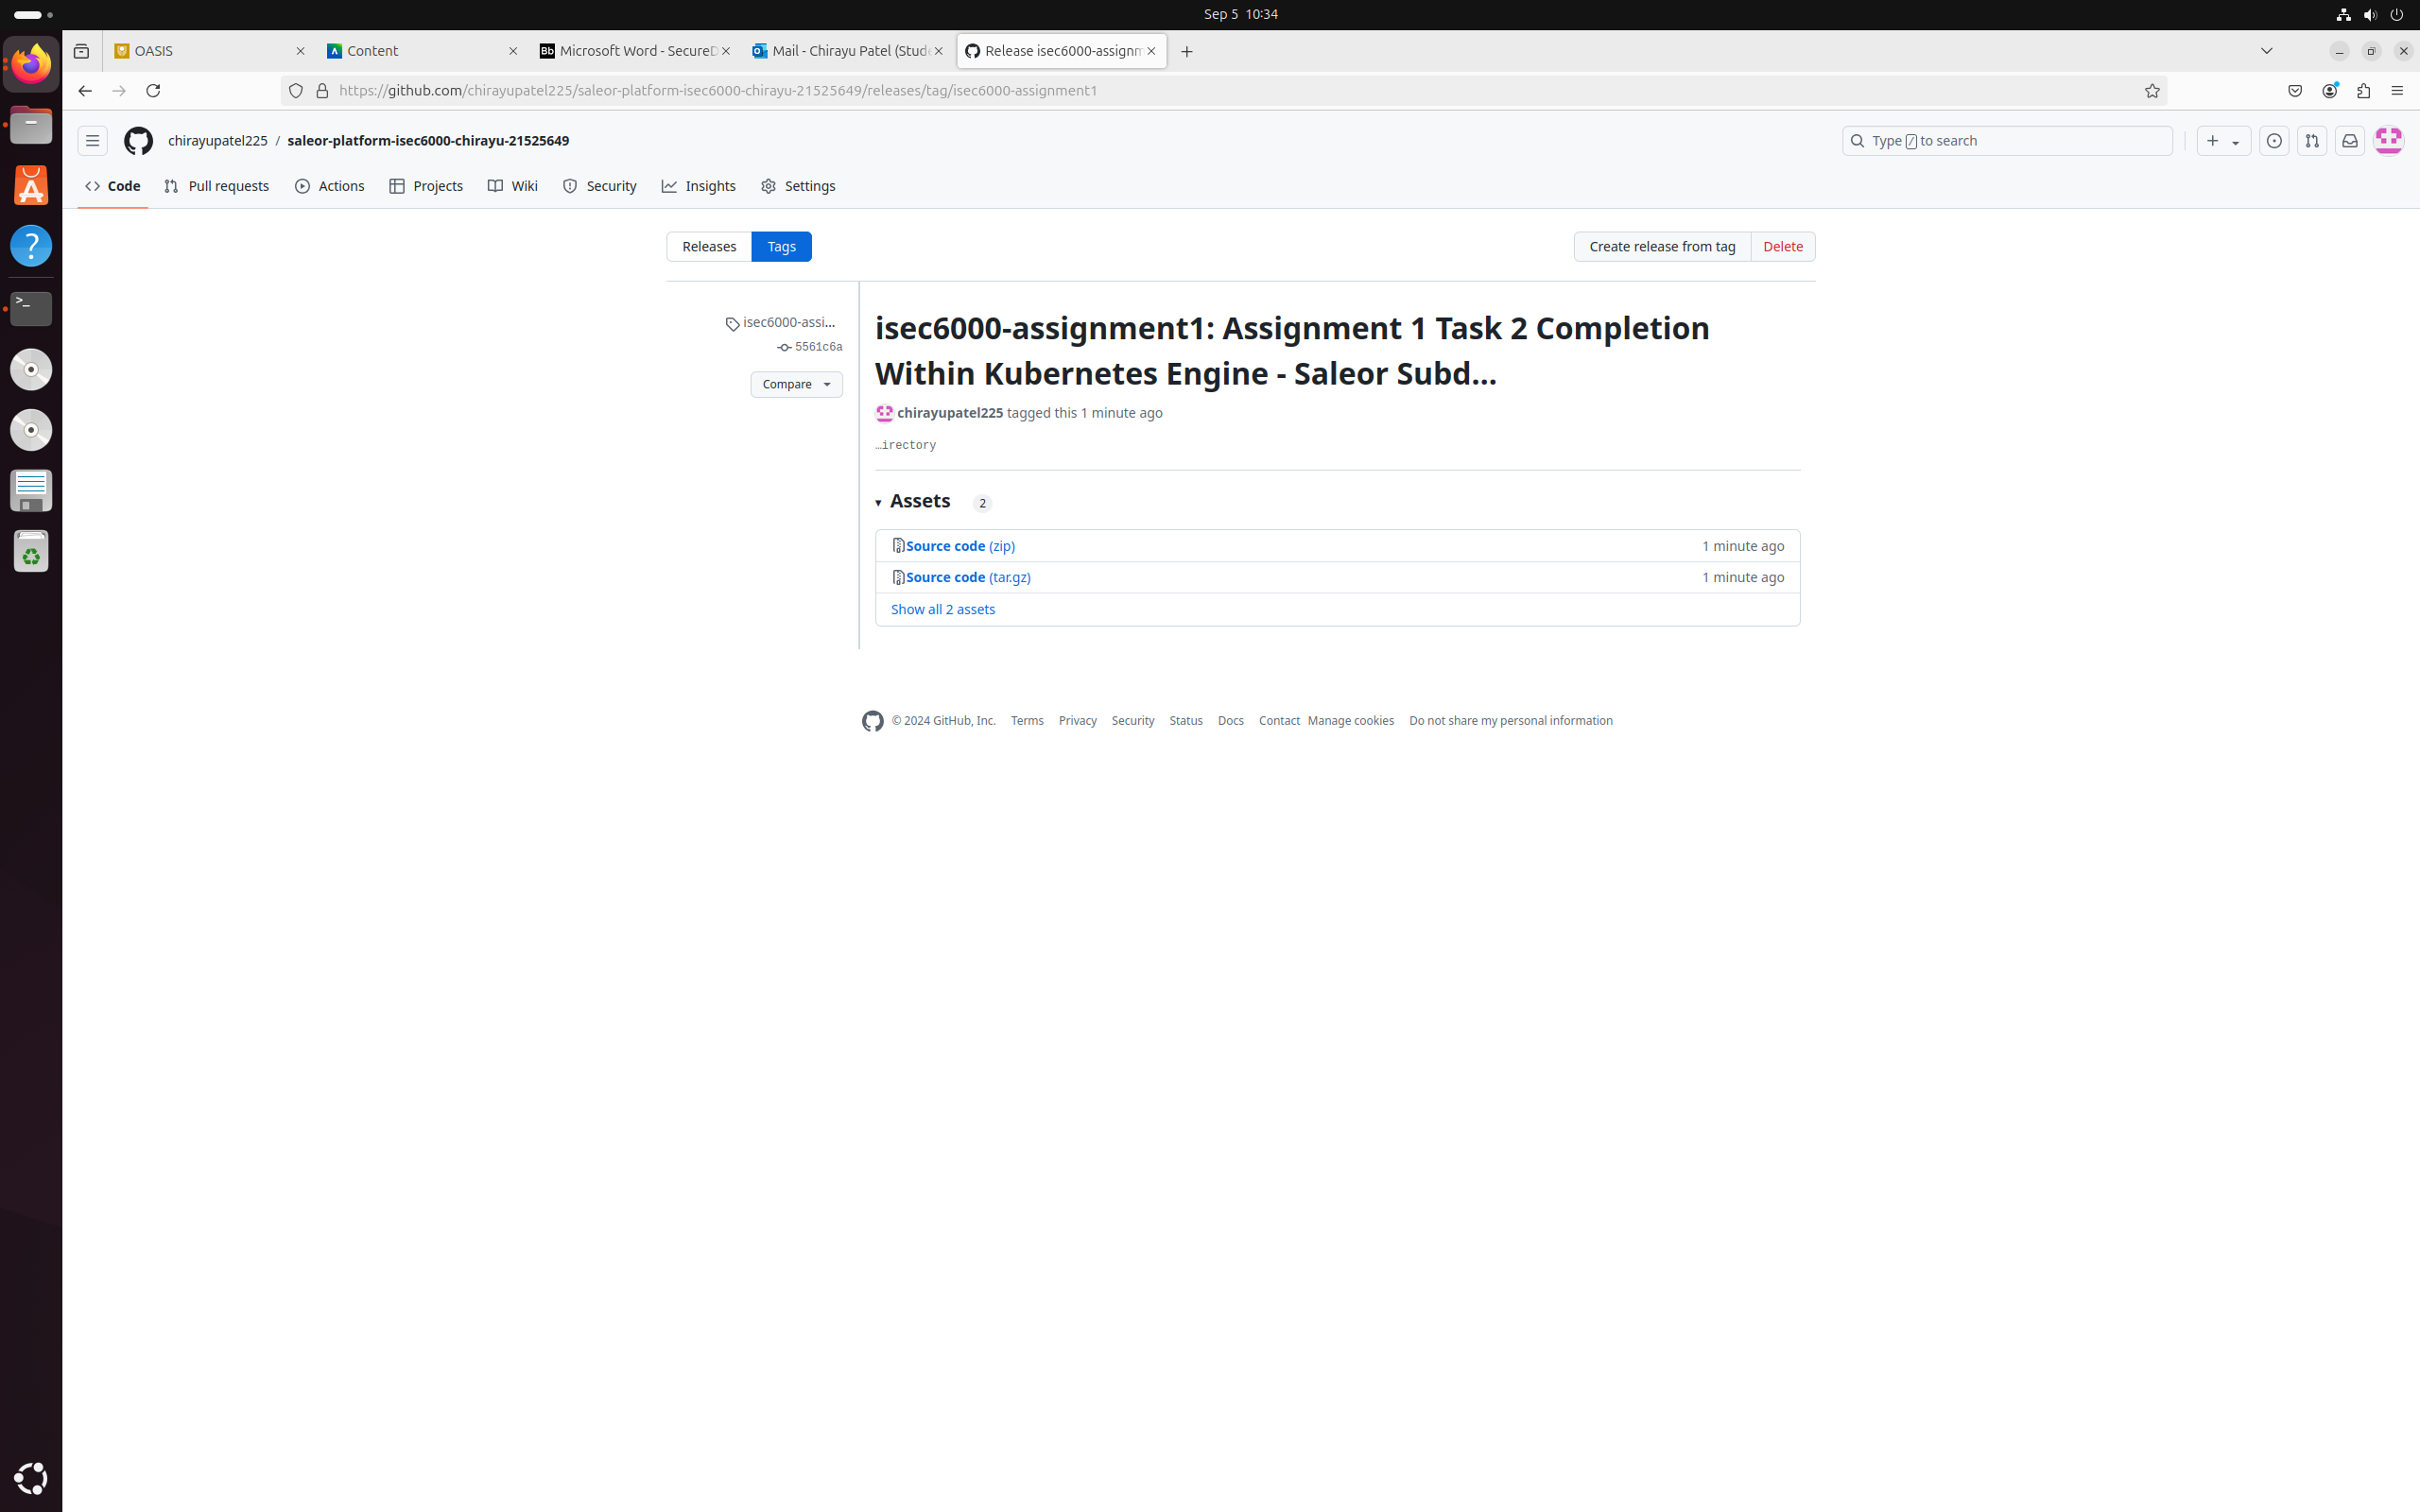 Sep 5 10:34
OASIS
Content
Bb Microsoft Word - SecureD
Mail - Chirayu Patel (Stud
Release isec6000-assignm
https://github.com/chirayupatel225/saleor-platform-isec6000-chirayu-21525649/releases/tag/isec6000-assignment1
chirayupatel225 / saleor-platform-isec6000-chirayu-21525649
Type / to search
Code
Pull requests
Actions
Projects
Wiki
Security
Insights
Settings
Releases
Tags
Create release from tag
Delete
isec6000-assi...
5561c6a
Compare
isec6000-assignment1: Assignment 1 Task 2 Completion
Within Kubernetes Engine - Saleor Subd...
chirayupatel225 tagged this 1 minute ago
…irectory
Assets 2
Source code (zip) 1 minute ago
Source code (tar.gz) 1 minute ago
Show all 2 assets
© 2024 GitHub, Inc. Terms Privacy Security Status Docs Contact Manage cookies Do not share my personal information